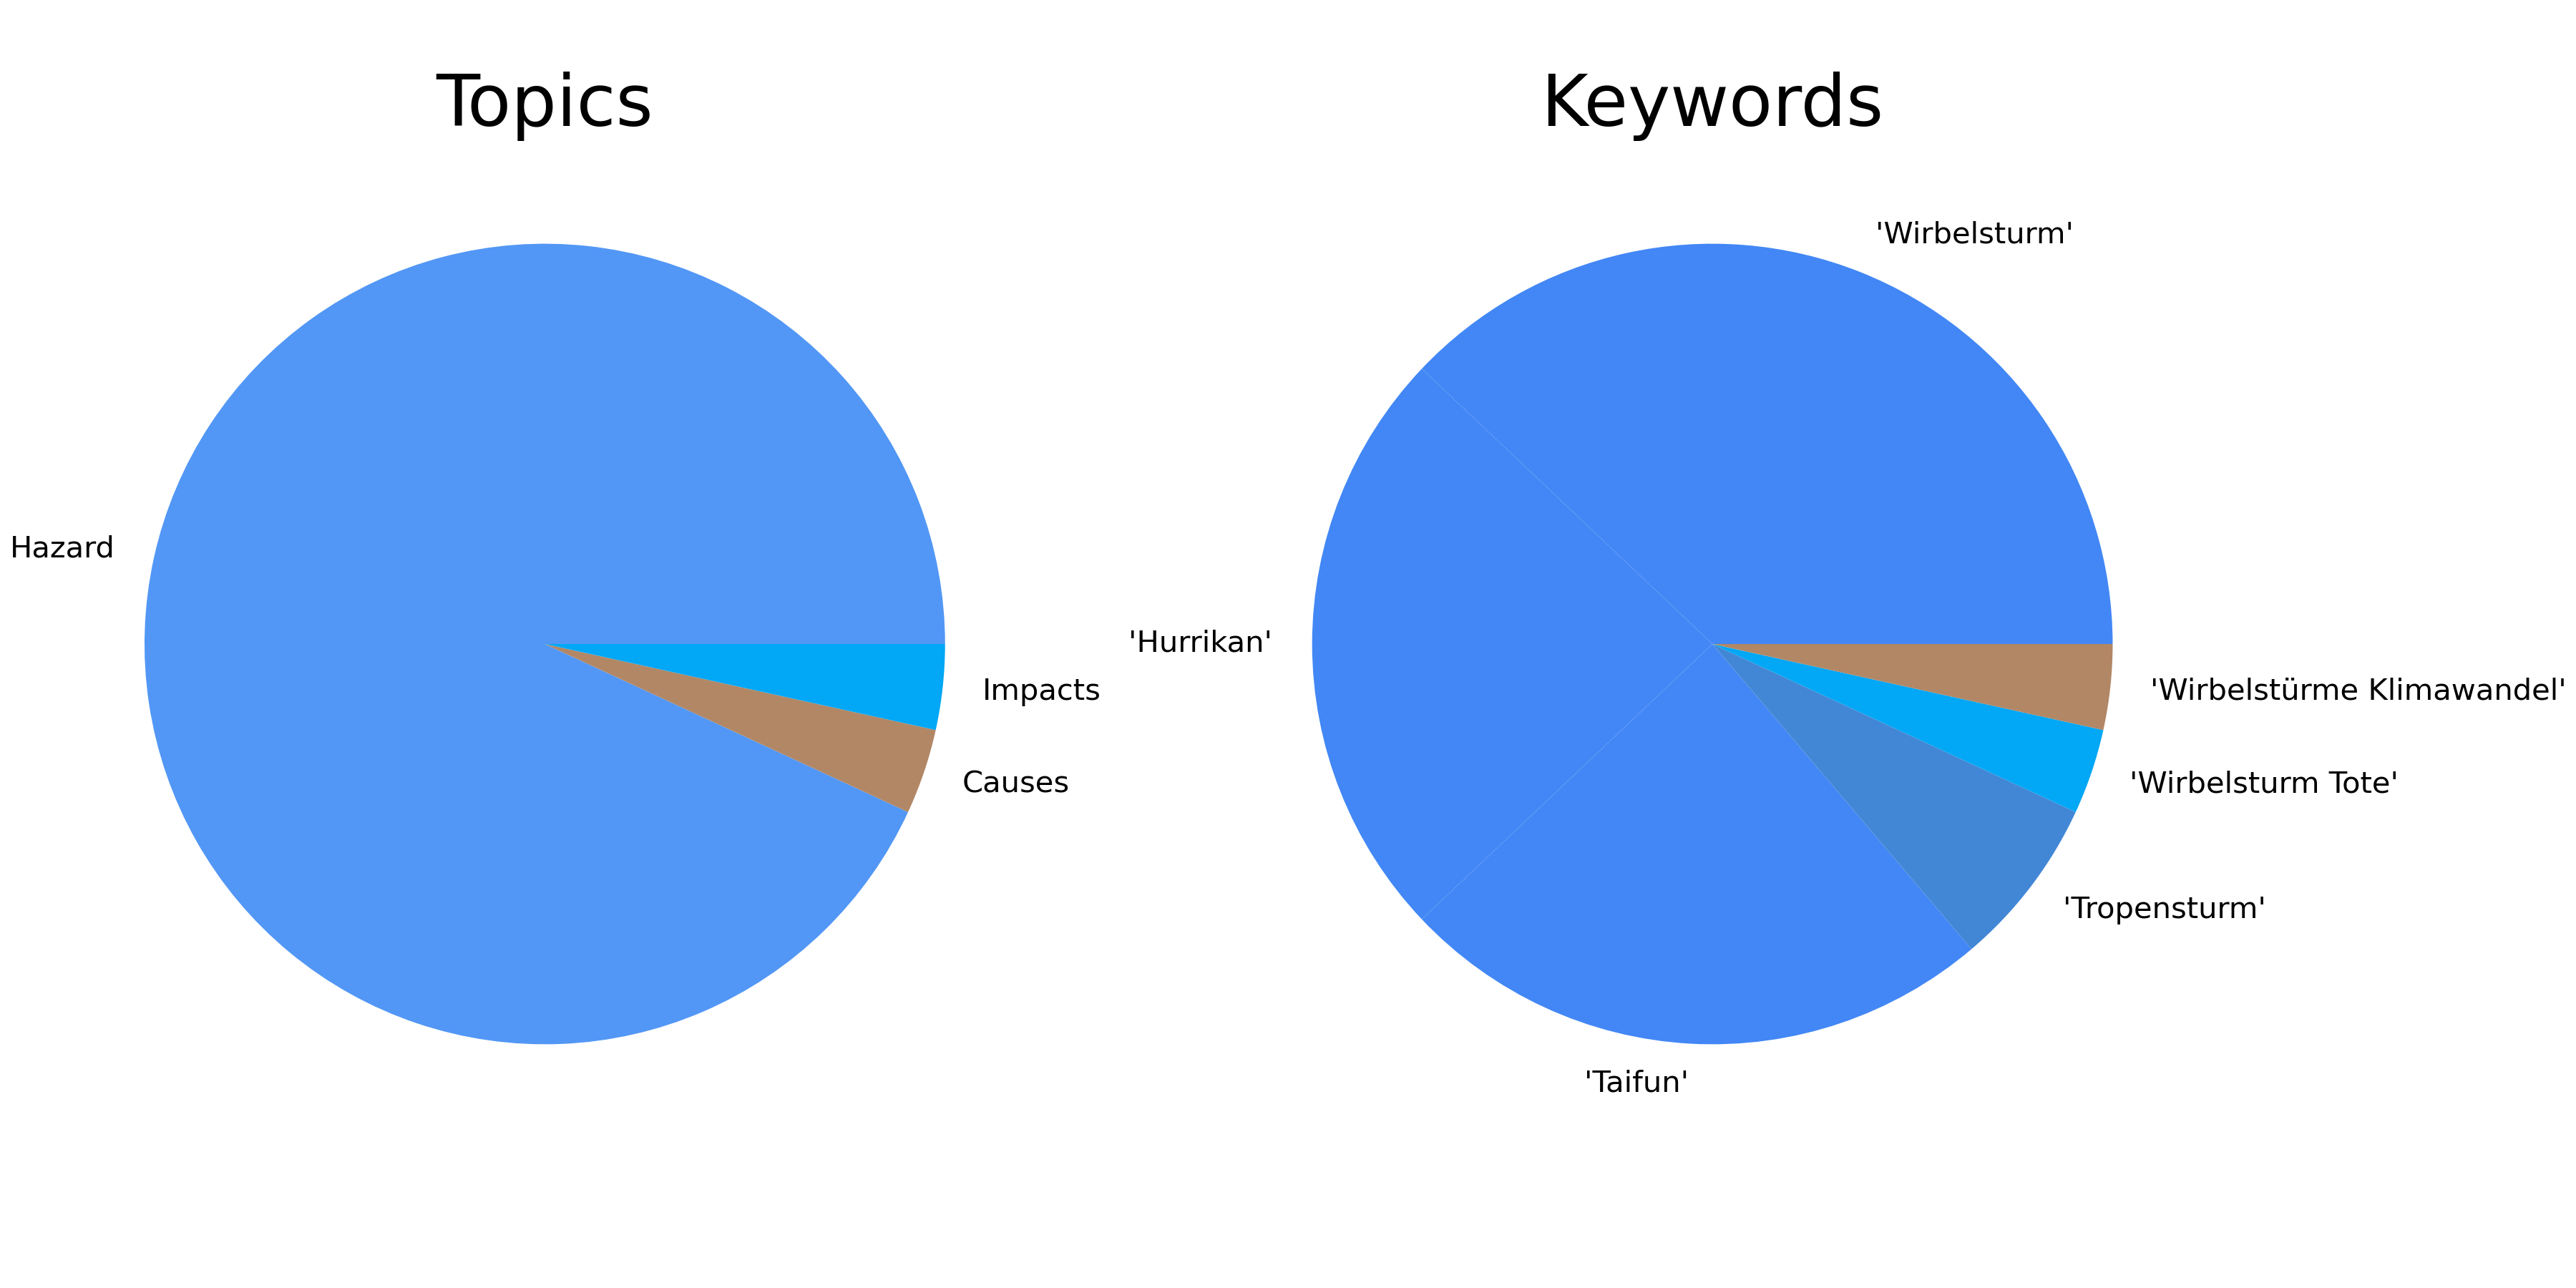 Topics
Hazard
Impacts
Causes
Keywords
'Wirbelsturm'
'Hurrikan'
'Wirbelstürme Klimawandel'
'Wirbelsturm Tote'
'Tropensturm'
'Taifun'